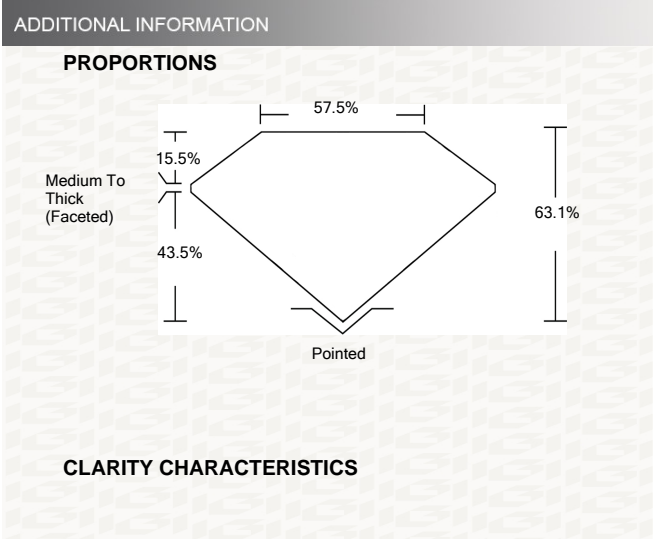 ADDITIONAL INFORMATION
PROPORTIONS
57.5%
15.5%
Medium To
Thick
(Faceted)
63.1%
43.5%
Pointed
CLARITY CHARACTERISTICS